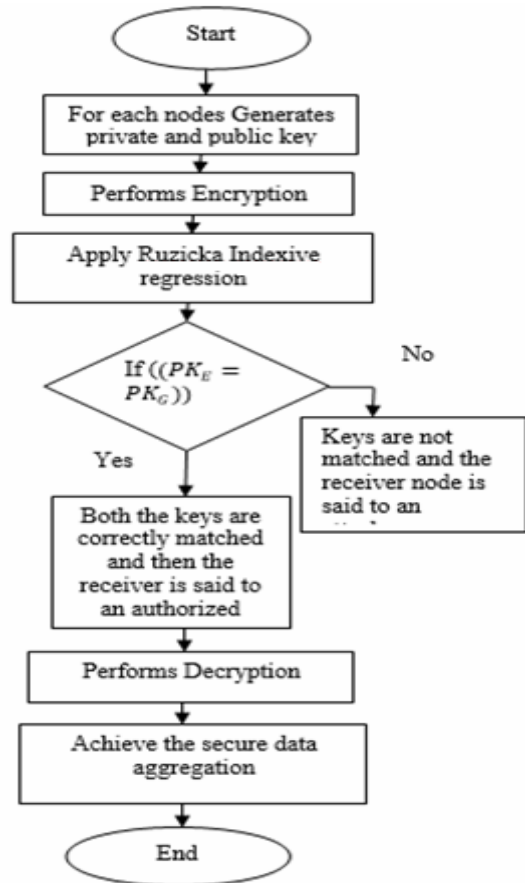 Start
For each nodes Generates
private and public key
Performs Encryption
Apply Ruzicka Indexive
regression
If ((PK_E =
PK_G))
No
Keys are not
matched and the
receiver node is
said to an
Yes
Both the keys are
correctly matched
and then the
receiver is said to
an authorized
Performs Decryption
Achieve the secure data
aggregation
End